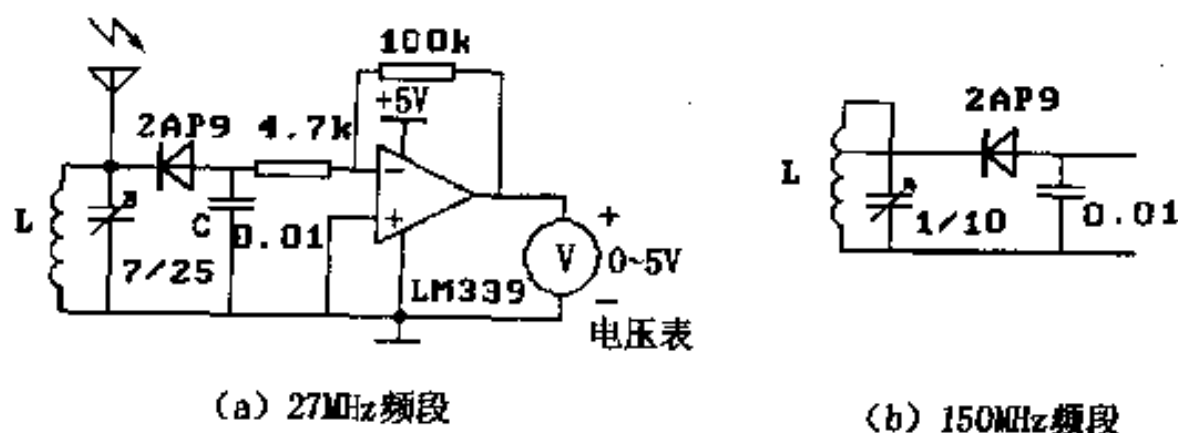 100k
+5V
2AP9
4.7k
L
C
0.01
7/25
LM339
+
V
0~5V
−
电压表
(a) 27MHz频段
2AP9
L
1/10
0.01
(b) 150MHz频段